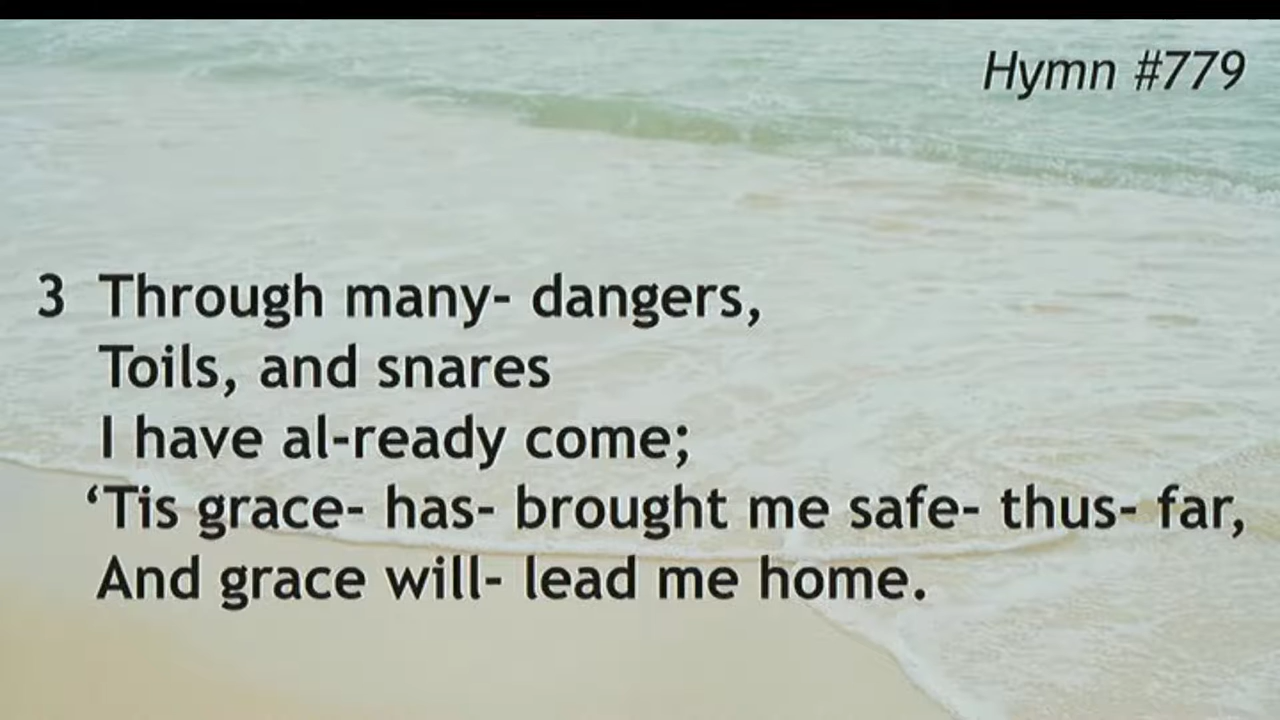 Hymn #779
3 Through many- dangers,
Toils, and snares
I have al-ready come;
‘Tis grace- has- brought me safe- thus- far,
And grace will- lead me home.